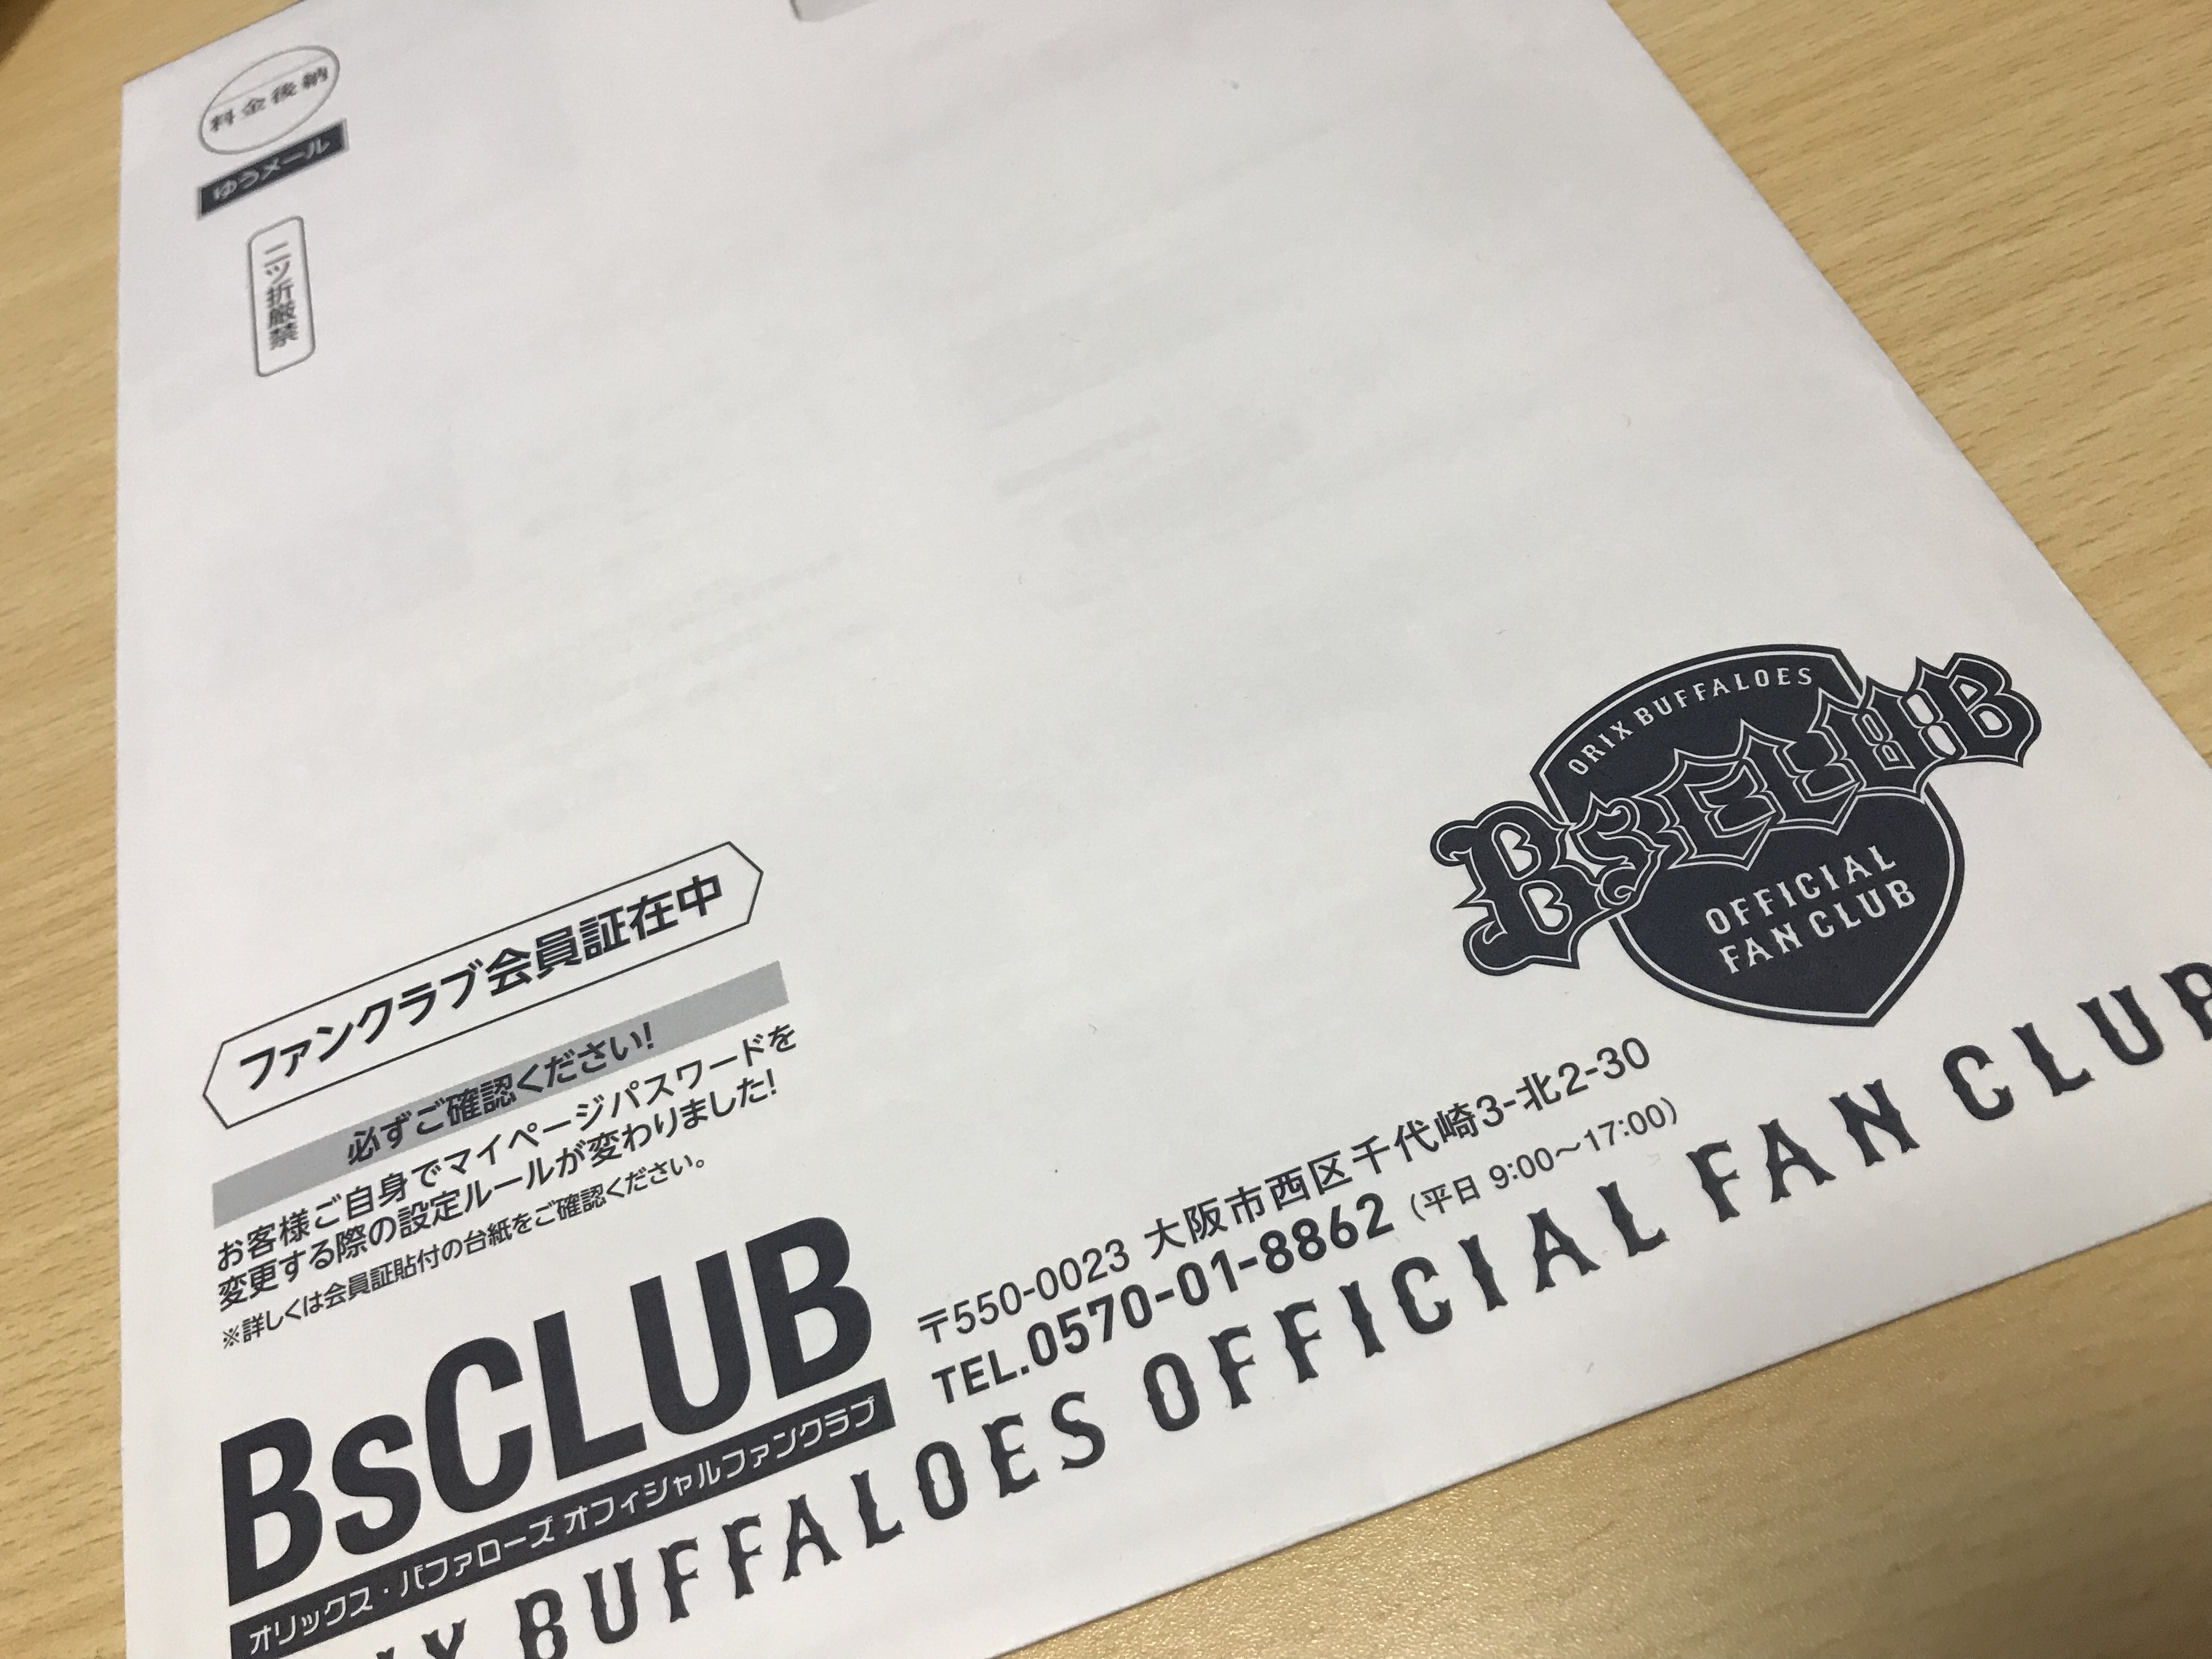 料金後納
ゆうメール
二ツ折厳禁
ORIX BUFFALOES
BsCLUB
OFFICIAL
FAN CLUB
ファンクラブ会員証在中
必ずご確認ください!
お客様ご自身でマイページパスワードを
変更する際の設定ルールが変わりました!
※詳しくは会員証貼付の台紙をご確認ください。
BsCLUB
オリックス・バファローズ オフィシャルファンクラブ
〒550-0023 大阪市西区千代崎3-北2-30
TEL.0570-01-8862 (平日 9:00〜17:00)
IX BUFFALOES OFFICIAL FAN CLUB